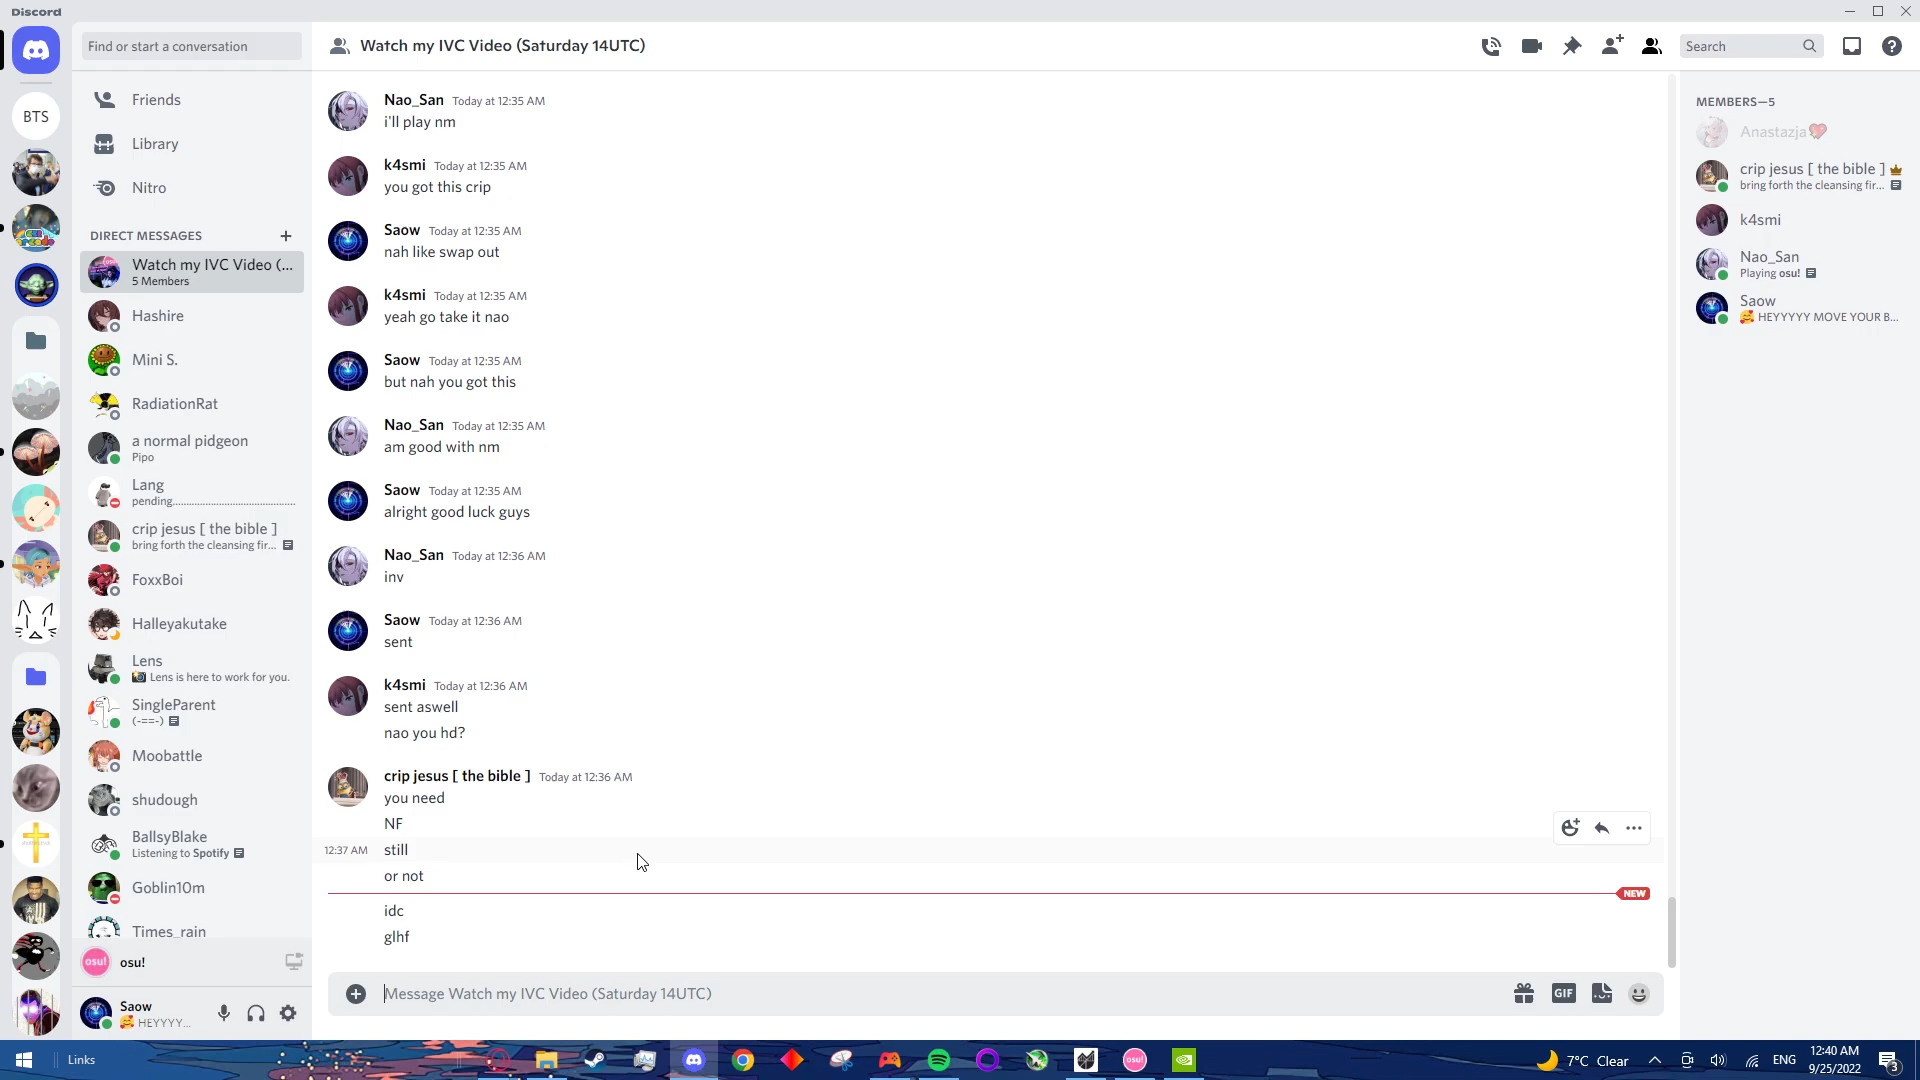 Discord
Find or start a conversation
Watch my IVC Video (Saturday 14UTC)
Search
BTS
Friends
Library
Nitro
DIRECT MESSAGES
Watch my IVC Video (...
5 Members
Hashire
Mini S.
RadiationRat
a normal pidgeon
Pipo
Lang
pending............................................
crip jesus [ the bible ]
bring forth the cleansing fir...
FoxxBoi
Halleyakutake
Lens
Lens is here to work for you.
SingleParent
(-==-)
Moobattle
shudough
BallsyBlake
Listening to Spotify
Goblin10m
Times_rain
osu!
osu!
Saow
HEYYYY...
Nao_San Today at 12:35 AM
i'll play nm
k4smi Today at 12:35 AM
you got this crip
Saow Today at 12:35 AM
nah like swap out
k4smi Today at 12:35 AM
yeah go take it nao
Saow Today at 12:35 AM
but nah you got this
Nao_San Today at 12:35 AM
am good with nm
Saow Today at 12:35 AM
alright good luck guys
Nao_San Today at 12:36 AM
inv
Saow Today at 12:36 AM
sent
k4smi Today at 12:36 AM
sent aswell
nao you hd?
crip jesus [ the bible ] Today at 12:36 AM
you need
NF
12:37 AM still
or not
NEW
idc
glhf
Message Watch my IVC Video (Saturday 14UTC)
GIF
MEMBERS—5
Anastazja
crip jesus [ the bible ]
bring forth the cleansing fir...
k4smi
Nao_San
Playing osu!
Saow
HEYYYYY MOVE YOUR B...
Links
osu!
7°C Clear
ENG
12:40 AM
9/25/2022
3